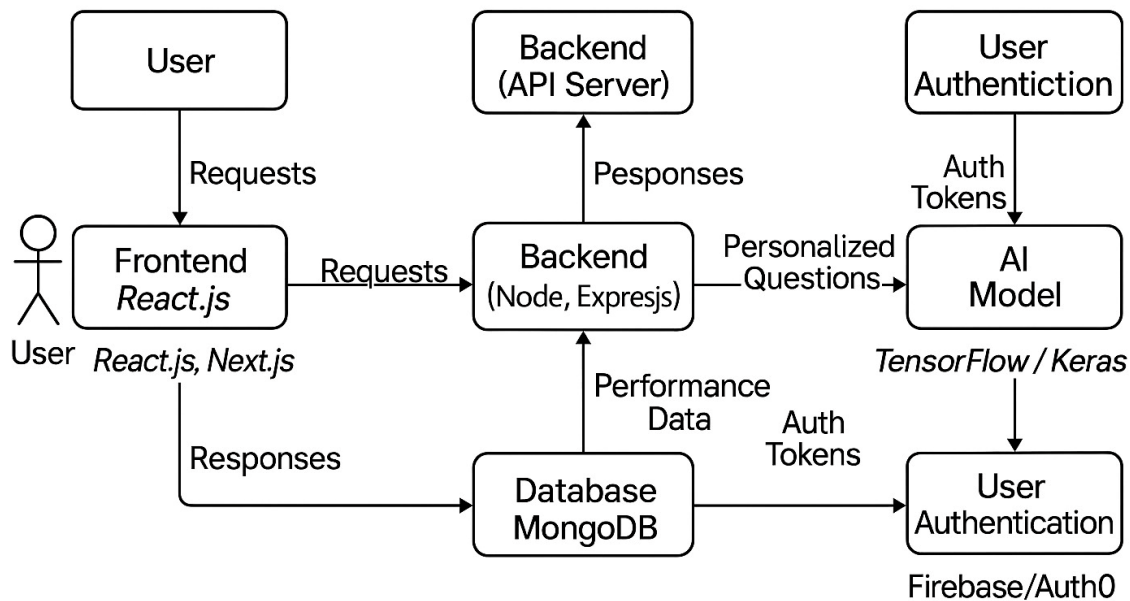 User
Backend
(API Server)
User
Authentiction
Requests
Pesponses
Auth
Tokens
Frontend
React.js
Requests
Backend
(Node, Expresjs)
Personalized
Questions
AI
Model
User
React.js, Next.js
TensorFlow / Keras
Performance
Data
Auth
Tokens
Responses
Database
MongoDB
User
Authentication
Firebase/Auth0